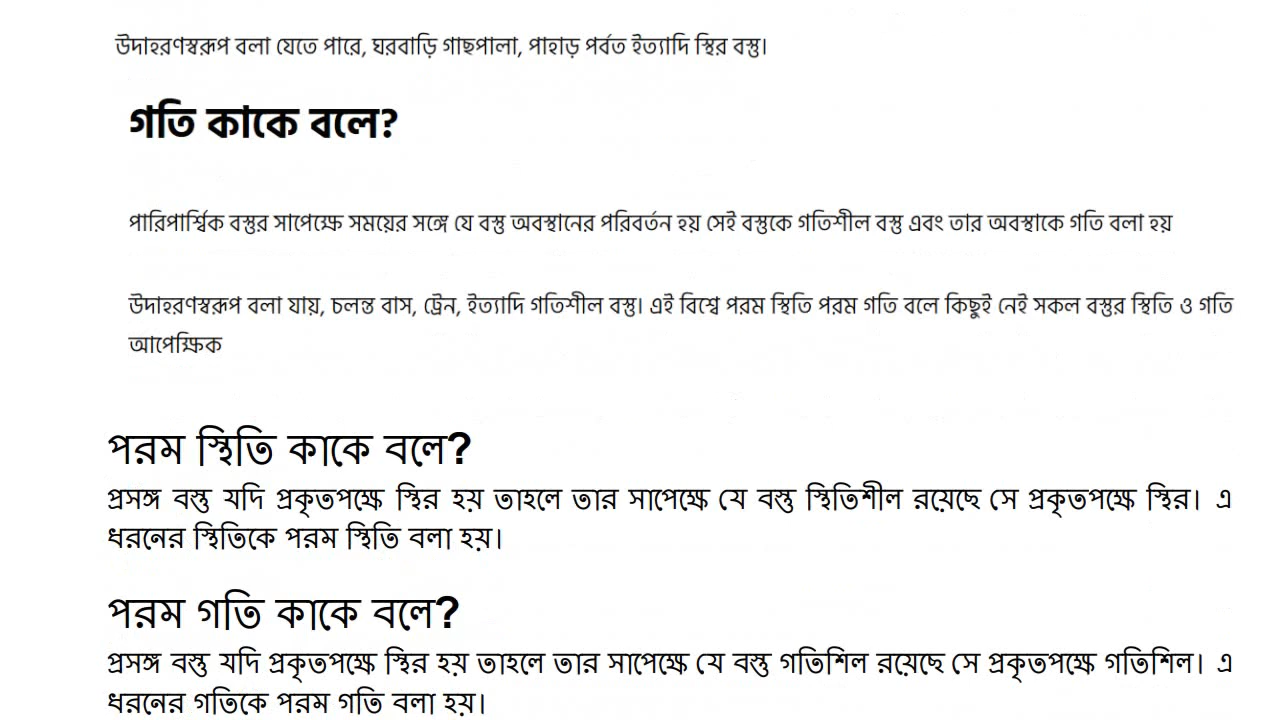 উদাহরণস্বরূপ বলা যেতে পারে, ঘরবাড়ি গাছপালা, পাহাড় পর্বত ইত্যাদি স্থির বস্তু।
গতি কাকে বলে?
পারিপার্শ্বিক বস্তুর সাপেক্ষে সময়ের সঙ্গে যে বস্তু অবস্থানের পরিবর্তন হয় সেই বস্তুকে গতিশীল বস্তু এবং তার অবস্থাকে গতি বলা হয়
উদাহরণস্বরূপ বলা যায়, চলন্ত বাস, ট্রেন, ইত্যাদি গতিশীল বস্তু। এই বিশ্বে পরম স্থিতি পরম গতি বলে কিছুই নেই সকল বস্তুর স্থিতি ও গতি
আপেক্ষিক
পরম স্থিতি কাকে বলে?
প্রসঙ্গ বস্তু যদি প্রকৃতপক্ষে স্থির হয় তাহলে তার সাপেক্ষে যে বস্তু স্থিতিশীল রয়েছে সে প্রকৃতপক্ষে স্থির। এ
ধরনের স্থিতিকে পরম স্থিতি বলা হয়।
পরম গতি কাকে বলে?
প্রসঙ্গ বস্তু যদি প্রকৃতপক্ষে স্থির হয় তাহলে তার সাপেক্ষে যে বস্তু গতিশিল রয়েছে সে প্রকৃতপক্ষে গতিশিল। এ
ধরনের গতিকে পরম গতি বলা হয়।